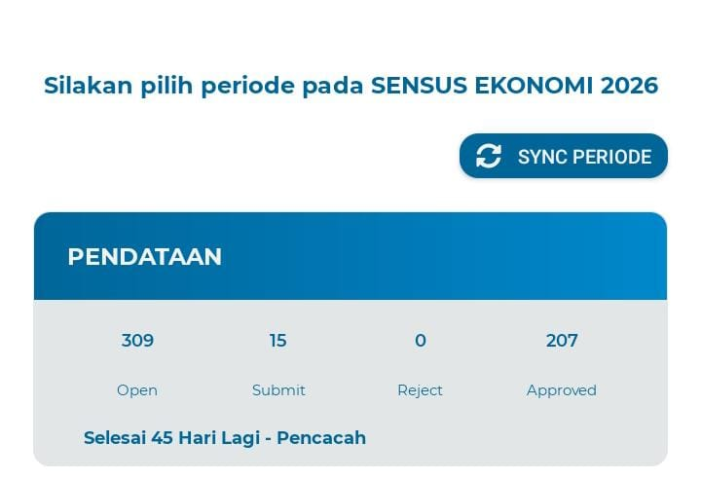 Silakan pilih periode pada SENSUS EKONOMI 2026
SYNC PERIODE
PENDATAAN
309 15 0 207
Open Submit Reject Approved
Selesai 45 Hari Lagi - Pencacah